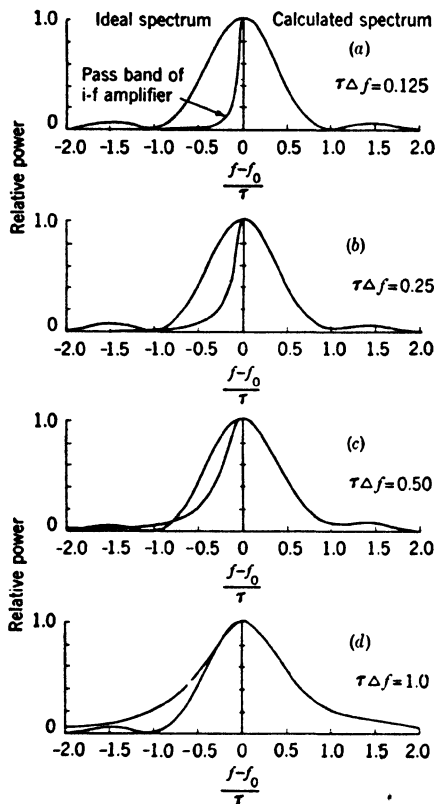 Ideal spectrum Calculated spectrum
1.0
(a)
Pass band of
i-f amplifier
τΔf=0.125
0
-2.0 -1.5 -1.0 -0.5 0 0.5 1.0 1.5 2.0
f-f₀
τ
Relative power
1.0
(b)
τΔf=0.25
0
-2.0 -1.5 -1.0 -0.5 0 0.5 1.0 1.5 2.0
f-f₀
τ
1.0
(c)
τΔf=0.50
0
-2.0 -1.5 -1.0 -0.5 0 0.5 1.0 1.5 2.0
f-f₀
τ
Relative power
1.0
(d)
τΔf=1.0
0
-2.0 -1.5 -1.0 -0.5 0 0.5 1.0 1.5 2.0
f-f₀
τ